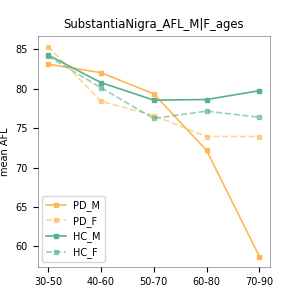 SubstantiaNigra_AFL_M|F_ages
mean AFL
85
80
75
70
65
60
PD_M
PD_F
HC_M
HC_F
30-50
40-60
50-70
60-80
70-90